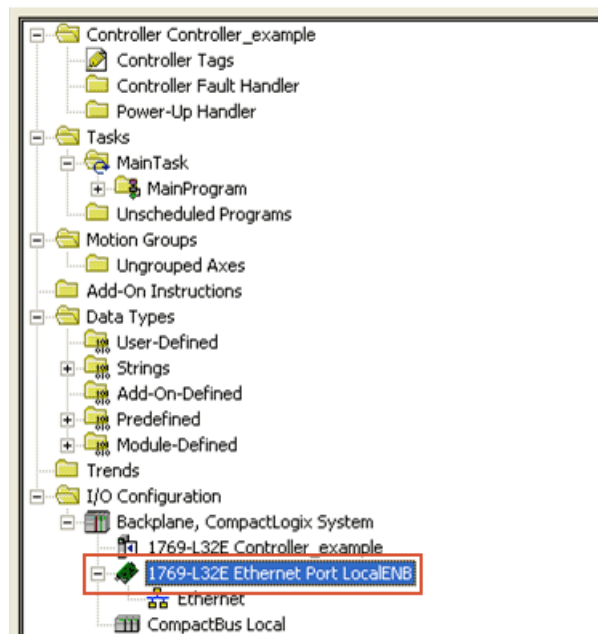 Controller Controller_example
Controller Tags
Controller Fault Handler
Power-Up Handler
Tasks
MainTask
MainProgram
Unscheduled Programs
Motion Groups
Ungrouped Axes
Add-On Instructions
Data Types
User-Defined
Strings
Add-On-Defined
Predefined
Module-Defined
Trends
I/O Configuration
Backplane, CompactLogix System
1769-L32E Controller_example
1769-L32E Ethernet Port LocalENB
Ethernet
CompactBus Local